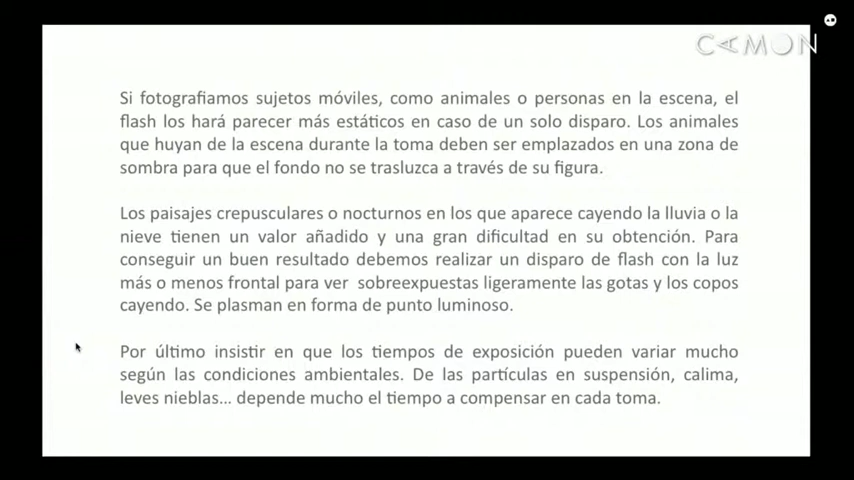 CAMON
Si fotografiamos sujetos móviles, como animales o personas en la escena, el
flash los hará parecer más estáticos en caso de un solo disparo. Los animales
que huyan de la escena durante la toma deben ser emplazados en una zona de
sombra para que el fondo no se trasluzca a través de su figura.
Los paisajes crepusculares o nocturnos en los que aparece cayendo la lluvia o la
nieve tienen un valor añadido y una gran dificultad en su obtención. Para
conseguir un buen resultado debemos realizar un disparo de flash con la luz
más o menos frontal para ver sobreexpuestas ligeramente las gotas y los copos
cayendo. Se plasman en forma de punto luminoso.
Por último insistir en que los tiempos de exposición pueden variar mucho
según las condiciones ambientales. De las partículas en suspensión, calima,
leves nieblas... depende mucho el tiempo a compensar en cada toma.